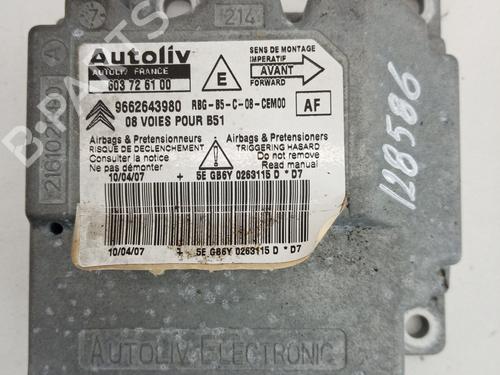 7
214
Autoliv
AUTOLIV FRANCE
603 72 61 00
E
SENS DE MONTAGE
IMPERATIF
AVANT
FORWARD
9662643980 RBG-B5-C-08-CEM00 AF
08 VOIES POUR B51
Airbags & Pretensionneurs
RISQUE DE DECLENCHEMENT
Consulter la notice
Ne pas démonter
Airbags & Pretensioners
TRIGGERING HASARD
Do not remove
Read manual
10/04/07 + 5E GB6Y 0263115 D * D7
10/04/07 + 5E GB6Y 0263115 D * D7
AUTOLIV ELECTRONIC
128586
B-PARTS